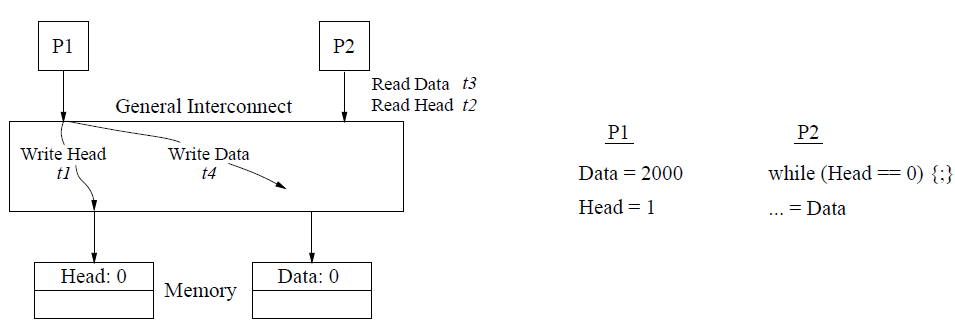 P1
P2
Read Data t3
Read Head t2
General Interconnect
Write Head
t1
Write Data
t4
Head: 0
Memory
Data: 0
P1
P2
Data = 2000
while (Head == 0) {;}
Head = 1
... = Data